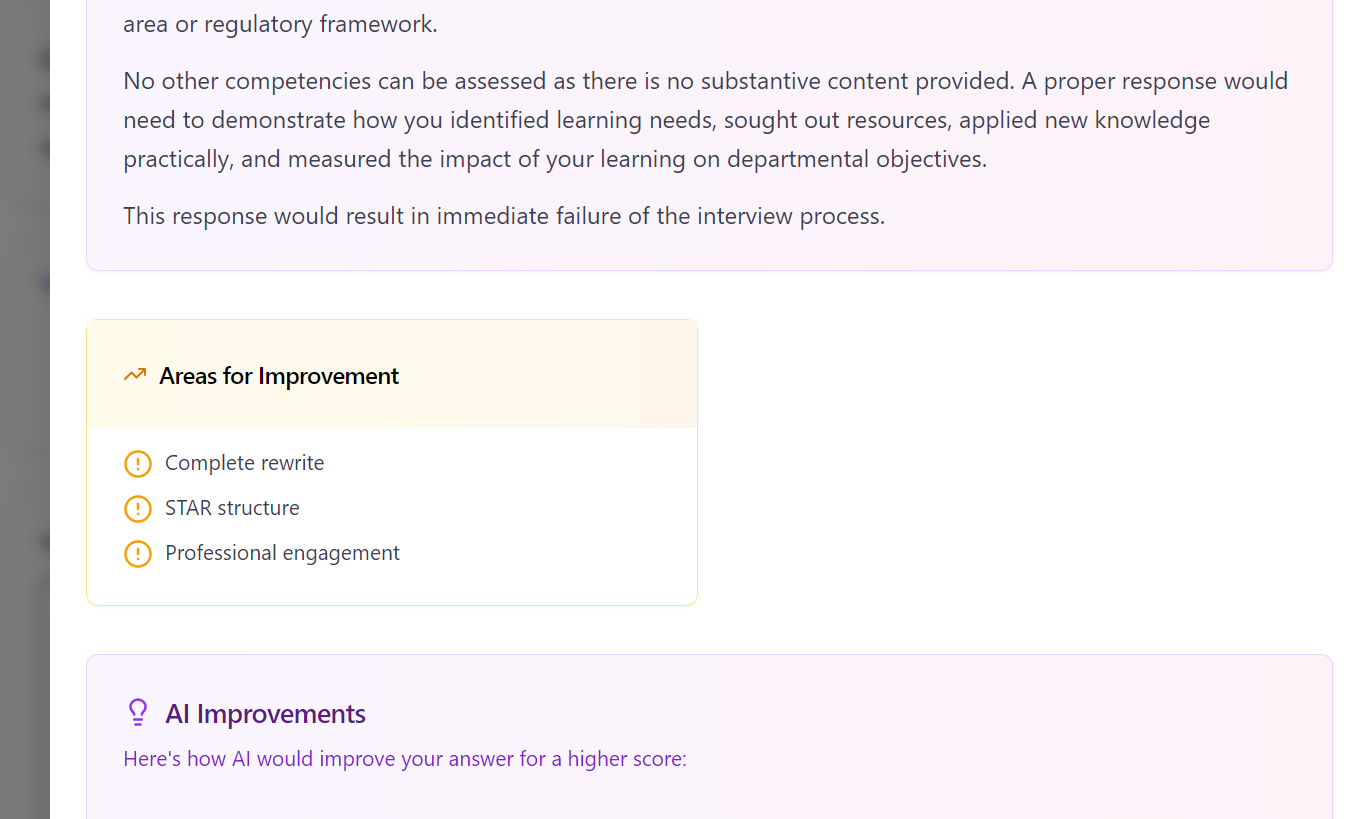 area or regulatory framework.
No other competencies can be assessed as there is no substantive content provided. A proper response would
need to demonstrate how you identified learning needs, sought out resources, applied new knowledge
practically, and measured the impact of your learning on departmental objectives.
This response would result in immediate failure of the interview process.
Areas for Improvement
Complete rewrite
STAR structure
Professional engagement
AI Improvements
Here's how AI would improve your answer for a higher score: